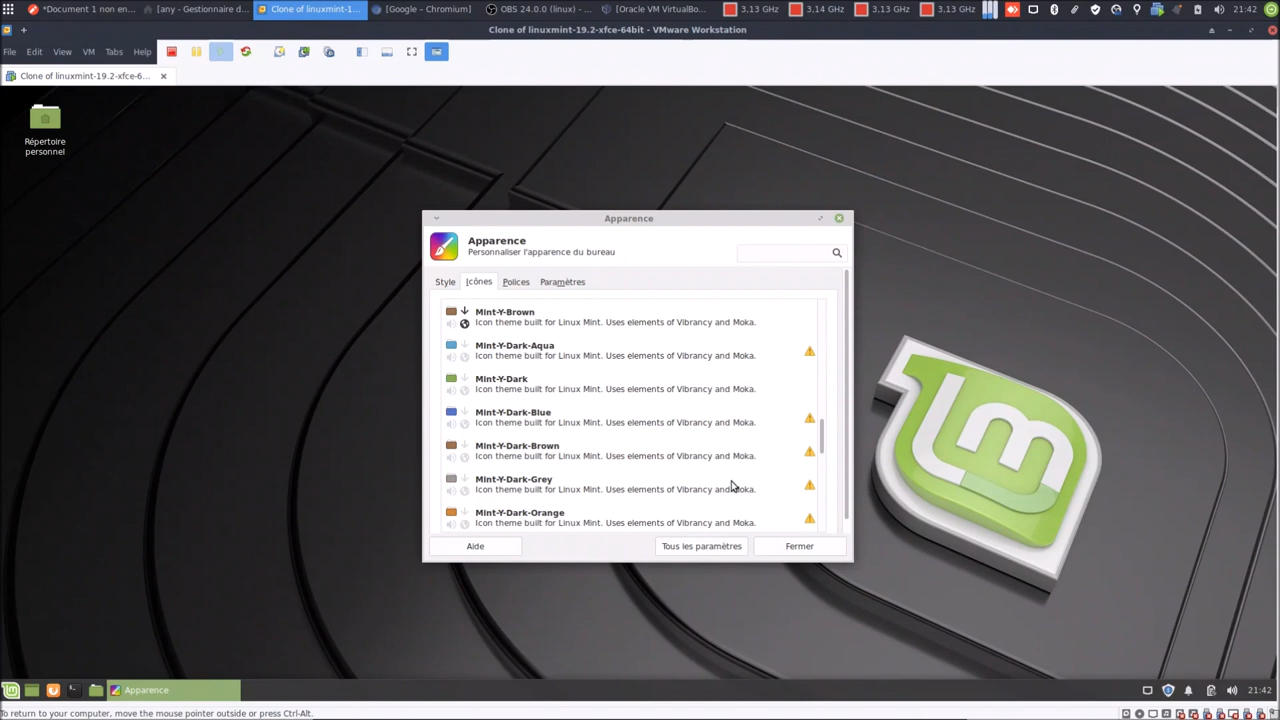 *Document 1 non en...
[any - Gestionnaire d...
Clone of linuxmint-1...
[Google – Chromium]
OBS 24.0.0 (linux) -...
[Oracle VM VirtualBo...
3,13 GHz
3,14 GHz
3,13 GHz
3,13 GHz
21:42
Clone of linuxmint-19.2-xfce-64bit - VMware Workstation
File Edit View VM Tabs Help
Clone of linuxmint-19.2-xfce-6...
Répertoire
personnel
Apparence
Apparence
Personnaliser l'apparence du bureau
Style Icônes Polices Paramètres
Mint-Y-Brown
Icon theme built for Linux Mint. Uses elements of Vibrancy and Moka.
Mint-Y-Dark-Aqua
Icon theme built for Linux Mint. Uses elements of Vibrancy and Moka.
Mint-Y-Dark
Icon theme built for Linux Mint. Uses elements of Vibrancy and Moka.
Mint-Y-Dark-Blue
Icon theme built for Linux Mint. Uses elements of Vibrancy and Moka.
Mint-Y-Dark-Brown
Icon theme built for Linux Mint. Uses elements of Vibrancy and Moka.
Mint-Y-Dark-Grey
Icon theme built for Linux Mint. Uses elements of Vibrancy and Moka.
Mint-Y-Dark-Orange
Icon theme built for Linux Mint. Uses elements of Vibrancy and Moka.
Aide
Tous les paramètres
Fermer
Apparence
21:42
To return to your computer, move the mouse pointer outside or press Ctrl-Alt.